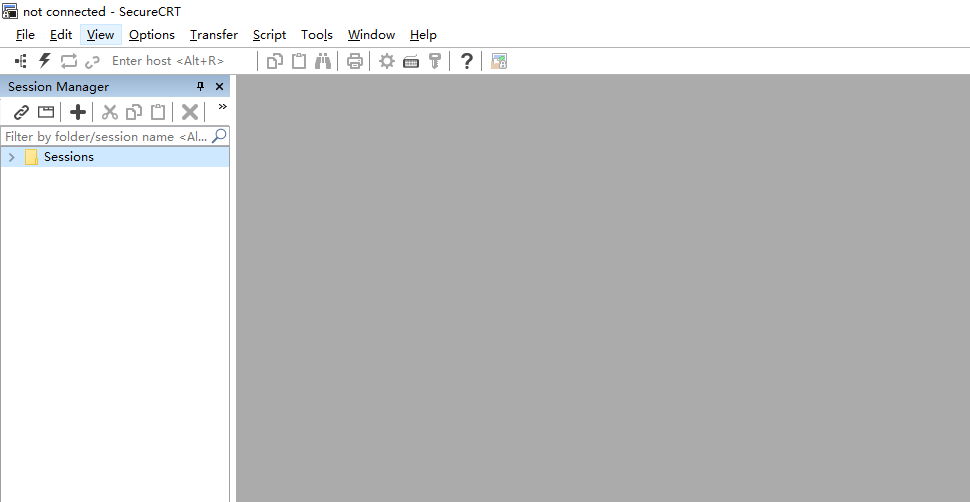 not connected - SecureCRT
File Edit View Options Transfer Script Tools Window Help
Enter host <Alt+R>
Session Manager
Filter by folder/session name <Al...
Sessions